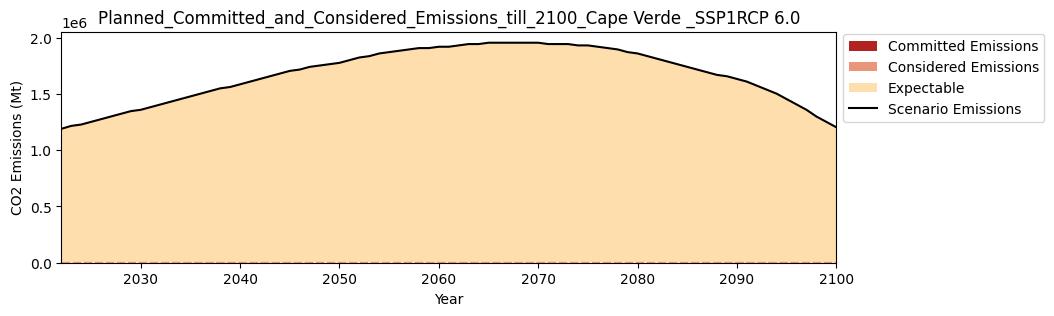 Planned_Committed_and_Considered_Emissions_till_2100_Cape Verde _SSP1RCP 6.0
1e6
2.0
1.5
1.0
0.5
0.0
CO2 Emissions (Mt)
2030 2040 2050 2060 2070 2080 2090 2100
Year
Committed Emissions
Considered Emissions
Expectable
Scenario Emissions